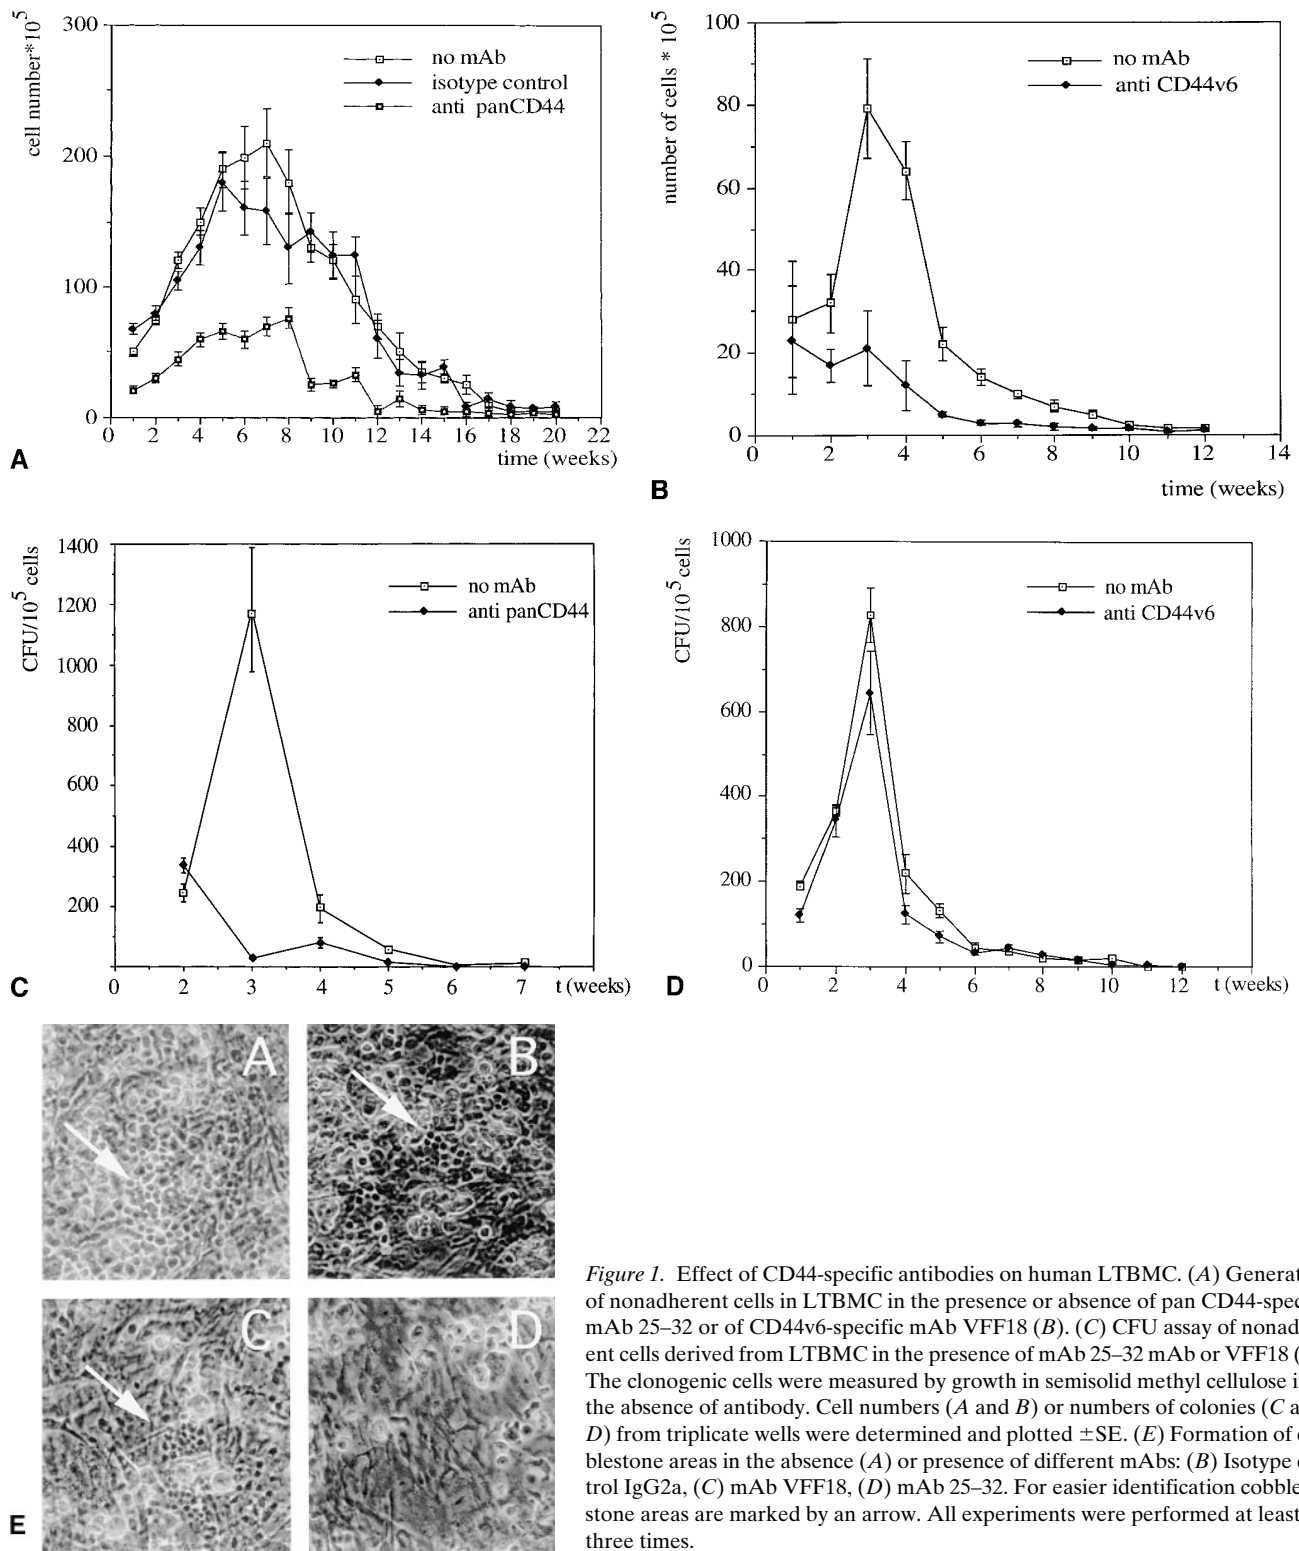 cell number*10^5
300
200
100
0
no mAb
isotype control
anti panCD44
0 2 4 6 8 10 12 14 16 18 20 22
time (weeks)
A
number of cells * 10^5
100
80
60
40
20
0
no mAb
anti CD44v6
0 2 4 6 8 10 12 14
time (weeks)
B
CFU/10^5 cells
1400
1200
1000
800
600
400
200
no mAb
anti panCD44
0 2 3 4 5 6 7 t (weeks)
C
CFU/10^5 cells
1000
800
600
400
200
0
no mAb
anti CD44v6
0 2 4 6 8 10 12 t (weeks)
D
A
B
C
D
E
Figure 1. Effect of CD44-specific antibodies on human LTBMC. (A) Generat
of nonadherent cells in LTBMC in the presence or absence of pan CD44-spec
mAb 25–32 or of CD44v6-specific mAb VFF18 (B). (C) CFU assay of nonad
ent cells derived from LTBMC in the presence of mAb 25–32 mAb or VFF18 (
The clonogenic cells were measured by growth in semisolid methyl cellulose i
the absence of antibody. Cell numbers (A and B) or numbers of colonies (C a
D) from triplicate wells were determined and plotted ±SE. (E) Formation of
blestone areas in the absence (A) or presence of different mAbs: (B) Isotype
trol IgG2a, (C) mAb VFF18, (D) mAb 25–32. For easier identification cobble
stone areas are marked by an arrow. All experiments were performed at least
three times.